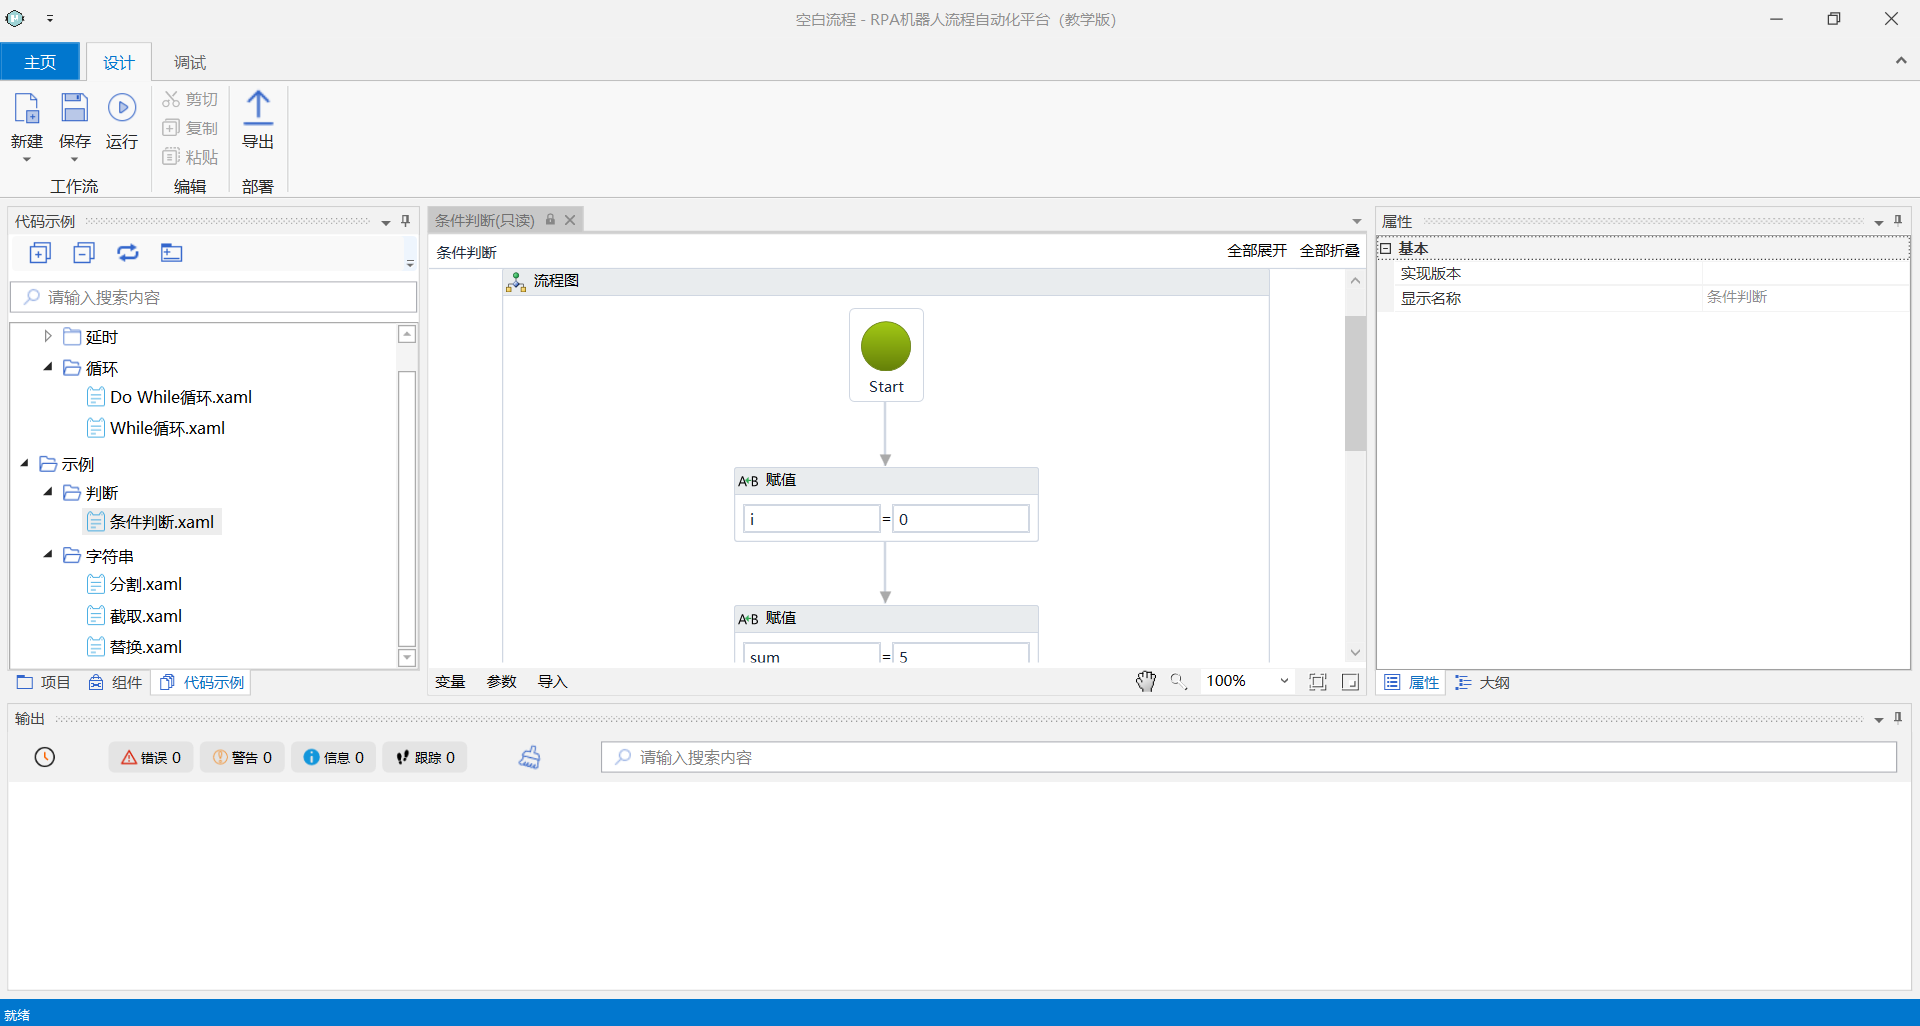 空白流程 - RPA机器人流程自动化平台（教学版）
主页
设计
调试
新建
保存
运行
剪切
复制
粘贴
导出
工作流
编辑
部署
代码示例
请输入搜索内容
延时
循环
Do While循环.xaml
While循环.xaml
示例
判断
条件判断.xaml
字符串
分割.xaml
截取.xaml
替换.xaml
项目
组件
代码示例
条件判断(只读)
条件判断
全部展开
全部折叠
流程图
Start
A+B 赋值
i = 0
A+B 赋值
sum = 5
变量
参数
导入
100%
属性
基本
实现版本
显示名称
条件判断
属性
大纲
输出
错误 0
警告 0
信息 0
跟踪 0
请输入搜索内容
就绪